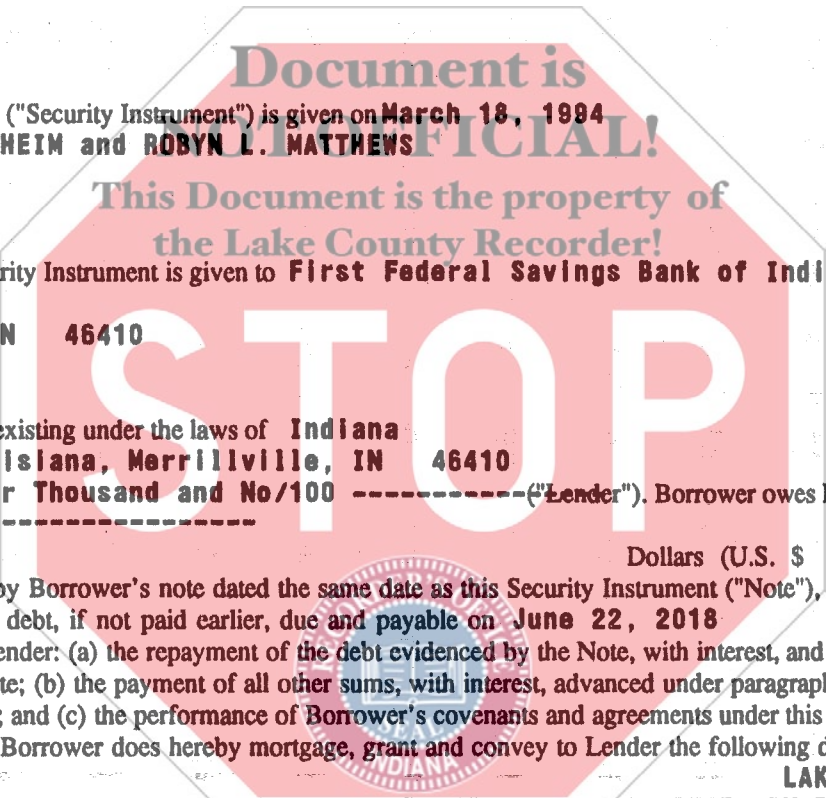 Document is
("Security Instrument") is given on March 18, 1994
NOT OFFICIAL!
HEIM and ROBYN L. MATTHEWS
This Document is the property of
the Lake County Recorder!
rity Instrument is given to First Federal Savings Bank of Indi
N 46410
STOP
existing under the laws of Indiana
isiana, Merrillville, IN 46410
r Thousand and No/100 ------------("Lender"). Borrower owes
-----------------
Dollars (U.S. $
by Borrower's note dated the same date as this Security Instrument ("Note"),
debt, if not paid earlier, due and payable on June 22, 2018
ender: (a) the repayment of the debt evidenced by the Note, with interest, and
te; (b) the payment of all other sums, with interest, advanced under paragraph
; and (c) the performance of Borrower's covenants and agreements under this
Borrower does hereby mortgage, grant and convey to Lender the following d
LAK
RECORDER'S OFFICE
SEAL
INDIANA